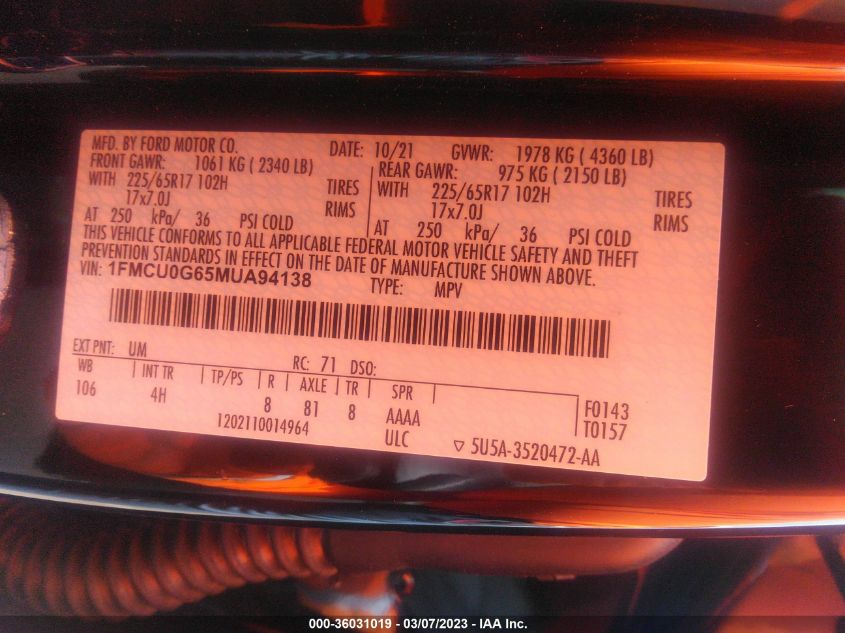 MFD. BY FORD MOTOR CO. DATE: 10/21 GVWR: 1978 KG ( 4360 LB)
FRONT GAWR: 1061 KG ( 2340 LB) REAR GAWR: 975 KG ( 2150 LB)
WITH 225/65R17 102H TIRES WITH 225/65R17 102H TIRES
17x7.0J RIMS 17x7.0J RIMS
AT 250 kPa/ 36 PSI COLD AT 250 kPa/ 36 PSI COLD
THIS VEHICLE CONFORMS TO ALL APPLICABLE FEDERAL MOTOR VEHICLE SAFETY AND THEFT
PREVENTION STANDARDS IN EFFECT ON THE DATE OF MANUFACTURE SHOWN ABOVE.
VIN: 1FMCU0G65MUA94138 TYPE: MPV
EXT PNT: UM RC: 71 DSO:
WB INT TR TP/PS R AXLE TR SPR
106 4H 8 81 8 AAAA F0143
1202110014964 ULC T0157
▽ 5U5A-3520472-AA
000-36031019 - 03/07/2023 - IAA Inc.